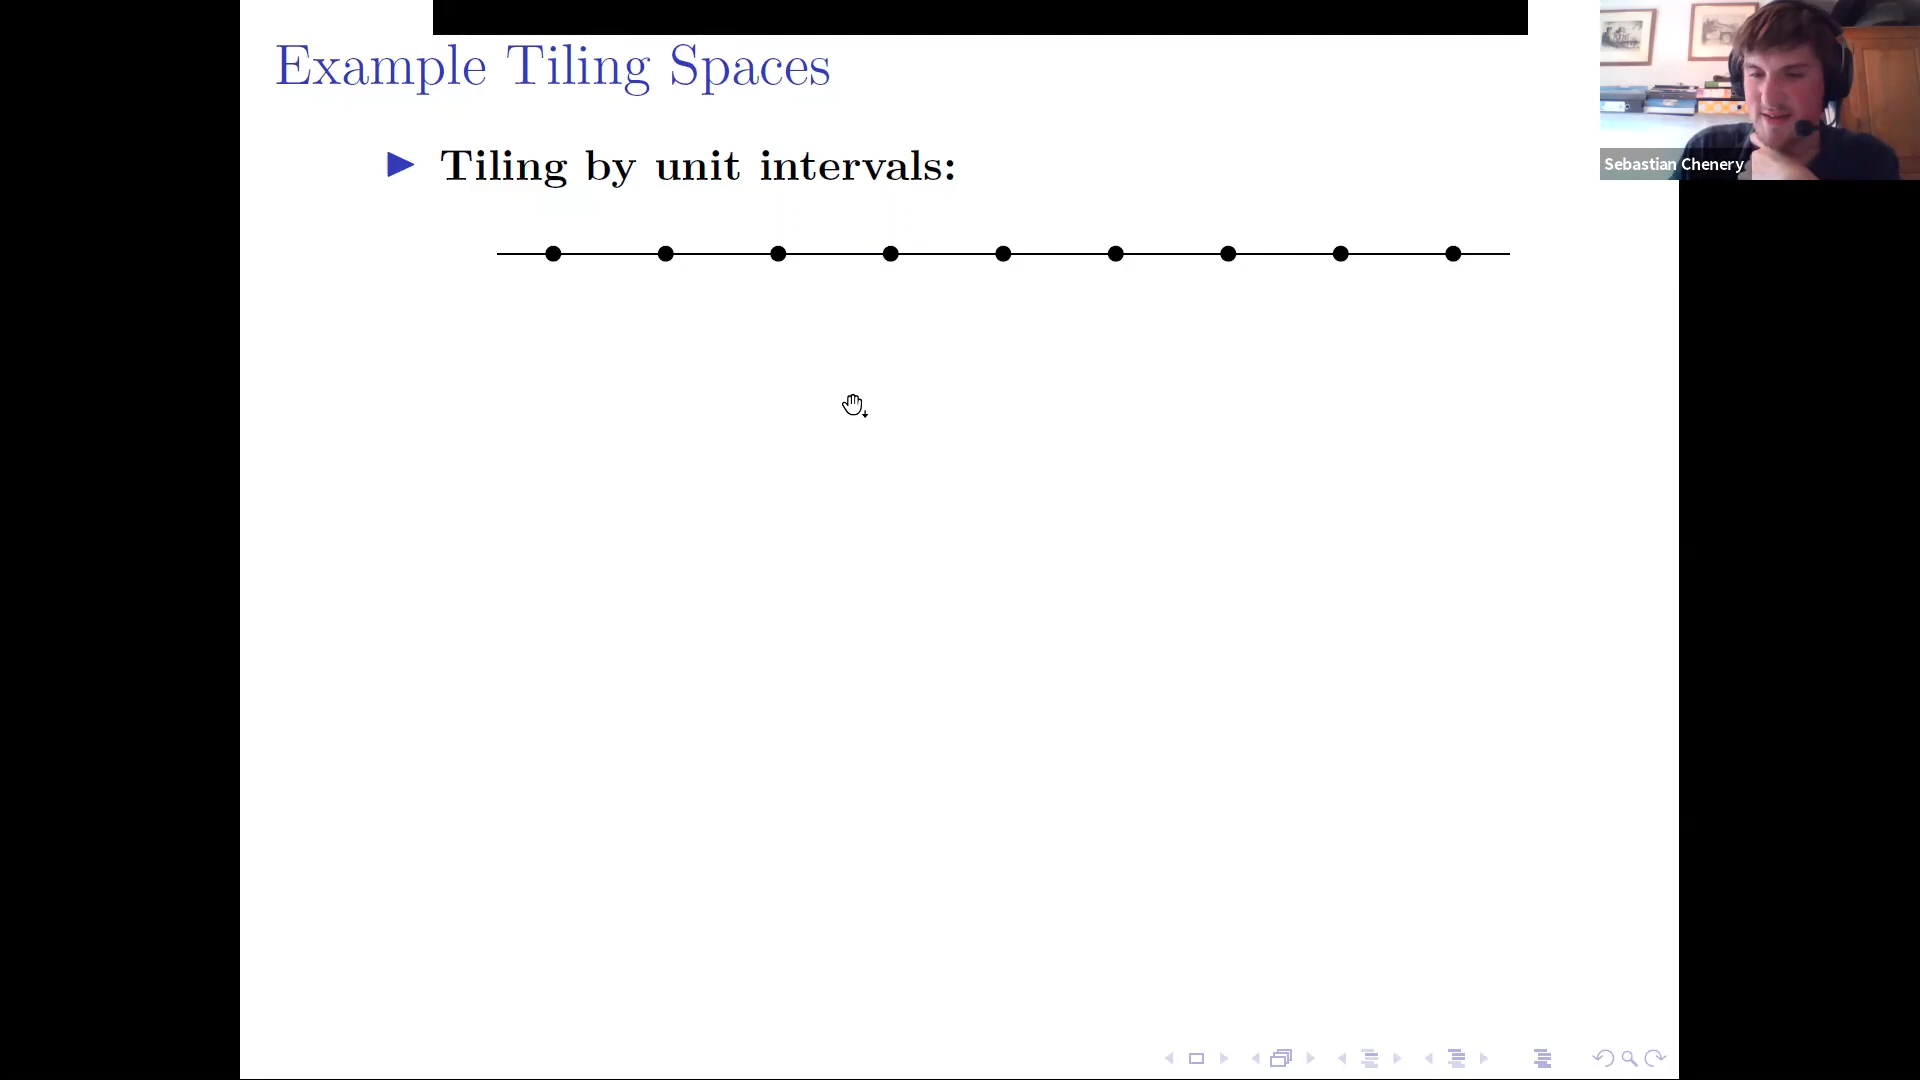 Example Tiling Spaces
Tiling by unit intervals:
Sebastian Chenery